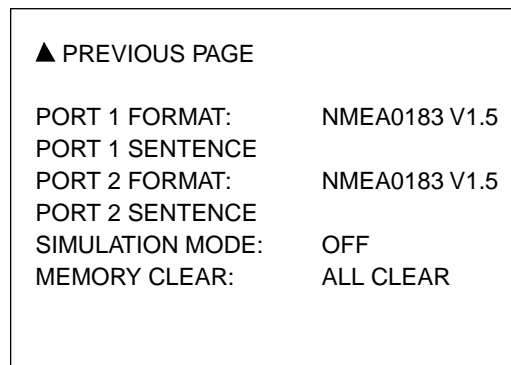 ▲ PREVIOUS PAGE
PORT 1 FORMAT: NMEA0183 V1.5
PORT 1 SENTENCE
PORT 2 FORMAT: NMEA0183 V1.5
PORT 2 SENTENCE
SIMULATION MODE: OFF
MEMORY CLEAR: ALL CLEAR